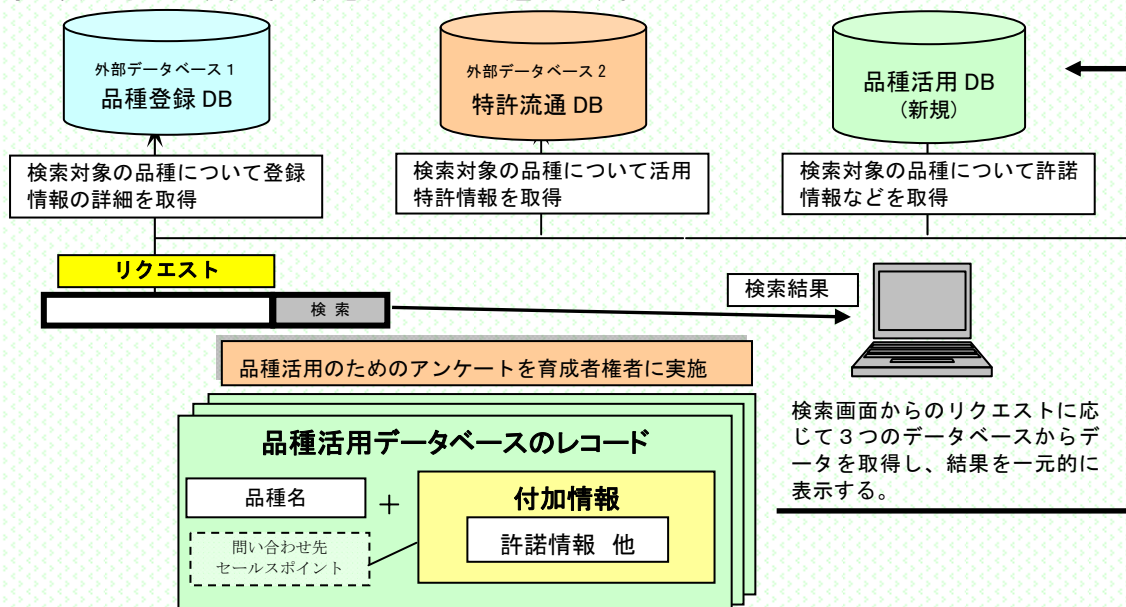 外部データベース１
品種登録 DB
外部データベース２
特許流通 DB
品種活用 DB
(新規)
検索対象の品種について登録
情報の詳細を取得
検索対象の品種について活用
特許情報を取得
検索対象の品種について許諾
情報などを取得
リクエスト
検 索
検索結果
品種活用のためのアンケートを育成者権者に実施
検索画面からのリクエストに応
じて３つのデータベースからデ
ータを取得し、結果を一元的に
表示する。
品種活用データベースのレコード
品種名
＋
付加情報
許諾情報 他
問い合わせ先
セールスポイント